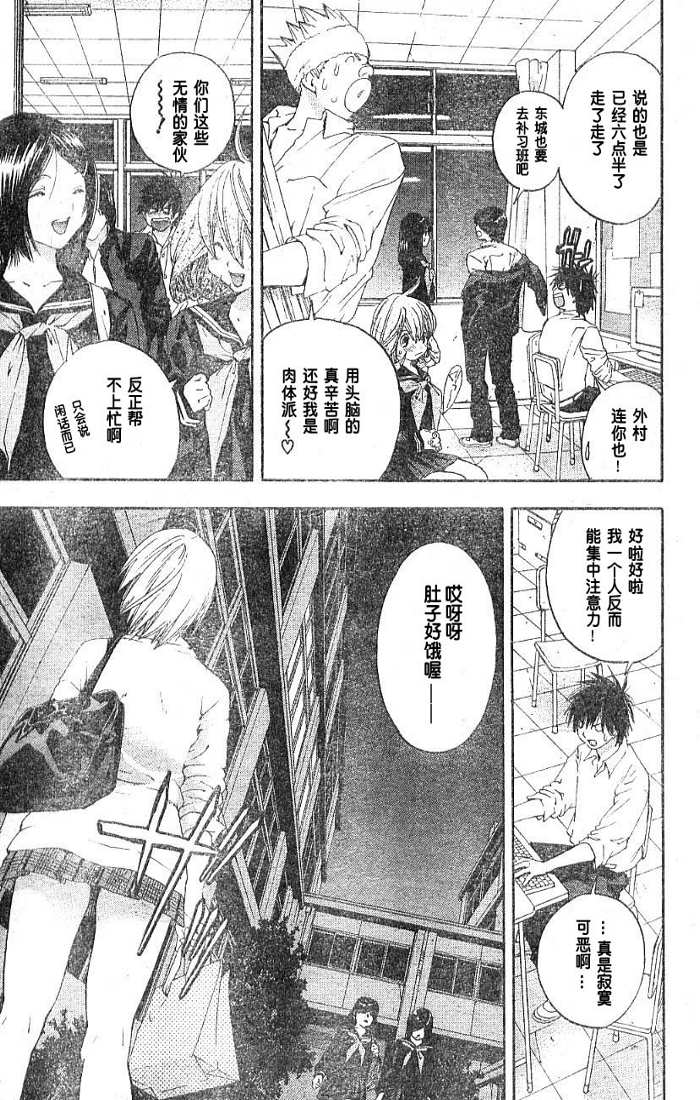 说的也是
已经六点半了
走了走了
东城也要
去补习班吧
外村
连你也！
用头脑的
真辛苦啊
还好我是
肉体派～♡
你们这些
无情的家伙
～～～！
反正帮
不上忙啊
只会说
闲话而已
好啦好啦
我一个人反而
能集中注意力！
…真是寂寞
可恶啊…
哎呀呀
肚子好饿喔
——